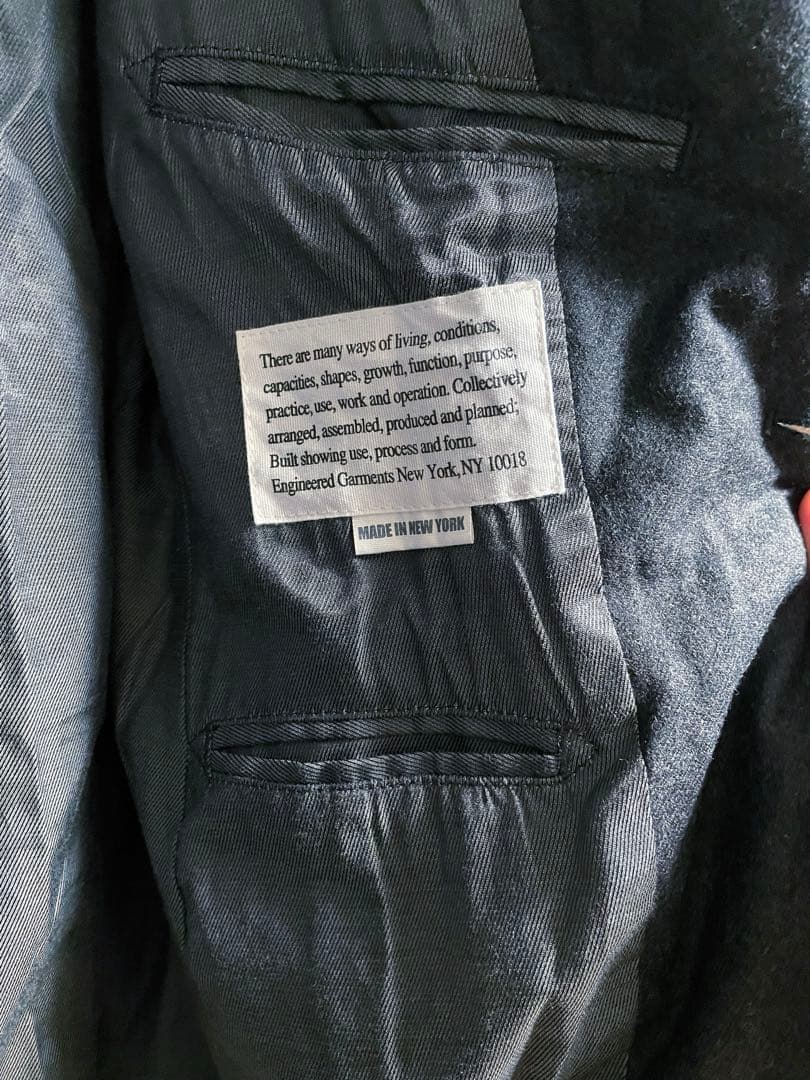 There are many ways of living, conditions,
capacities, shapes, growth, function, purpose,
practice, use, work and operation. Collectively
arranged, assembled, produced and planned;
Built showing use, process and form.
Engineered Garments New York, NY 10018
MADE IN NEW YORK